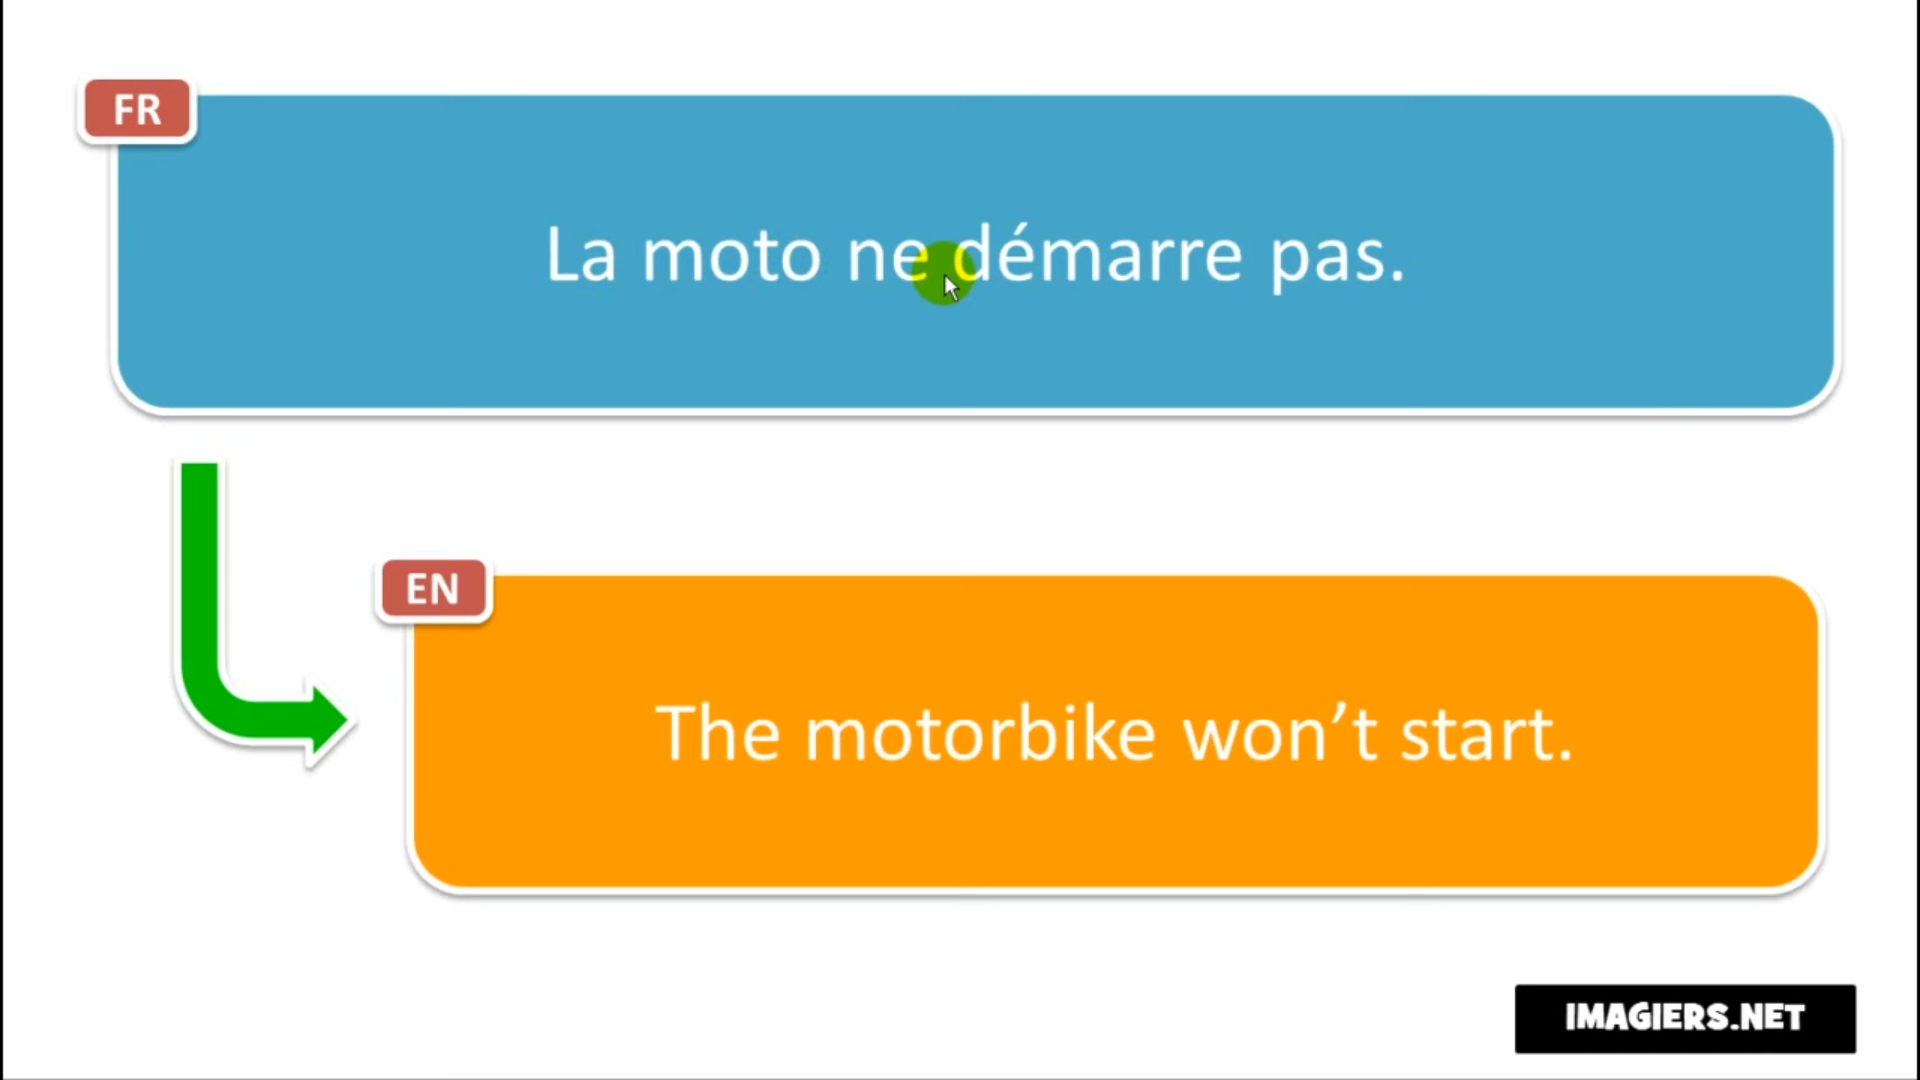 FR
La moto ne démarre pas.
EN
The motorbike won’t start.
IMAGIERS.NET